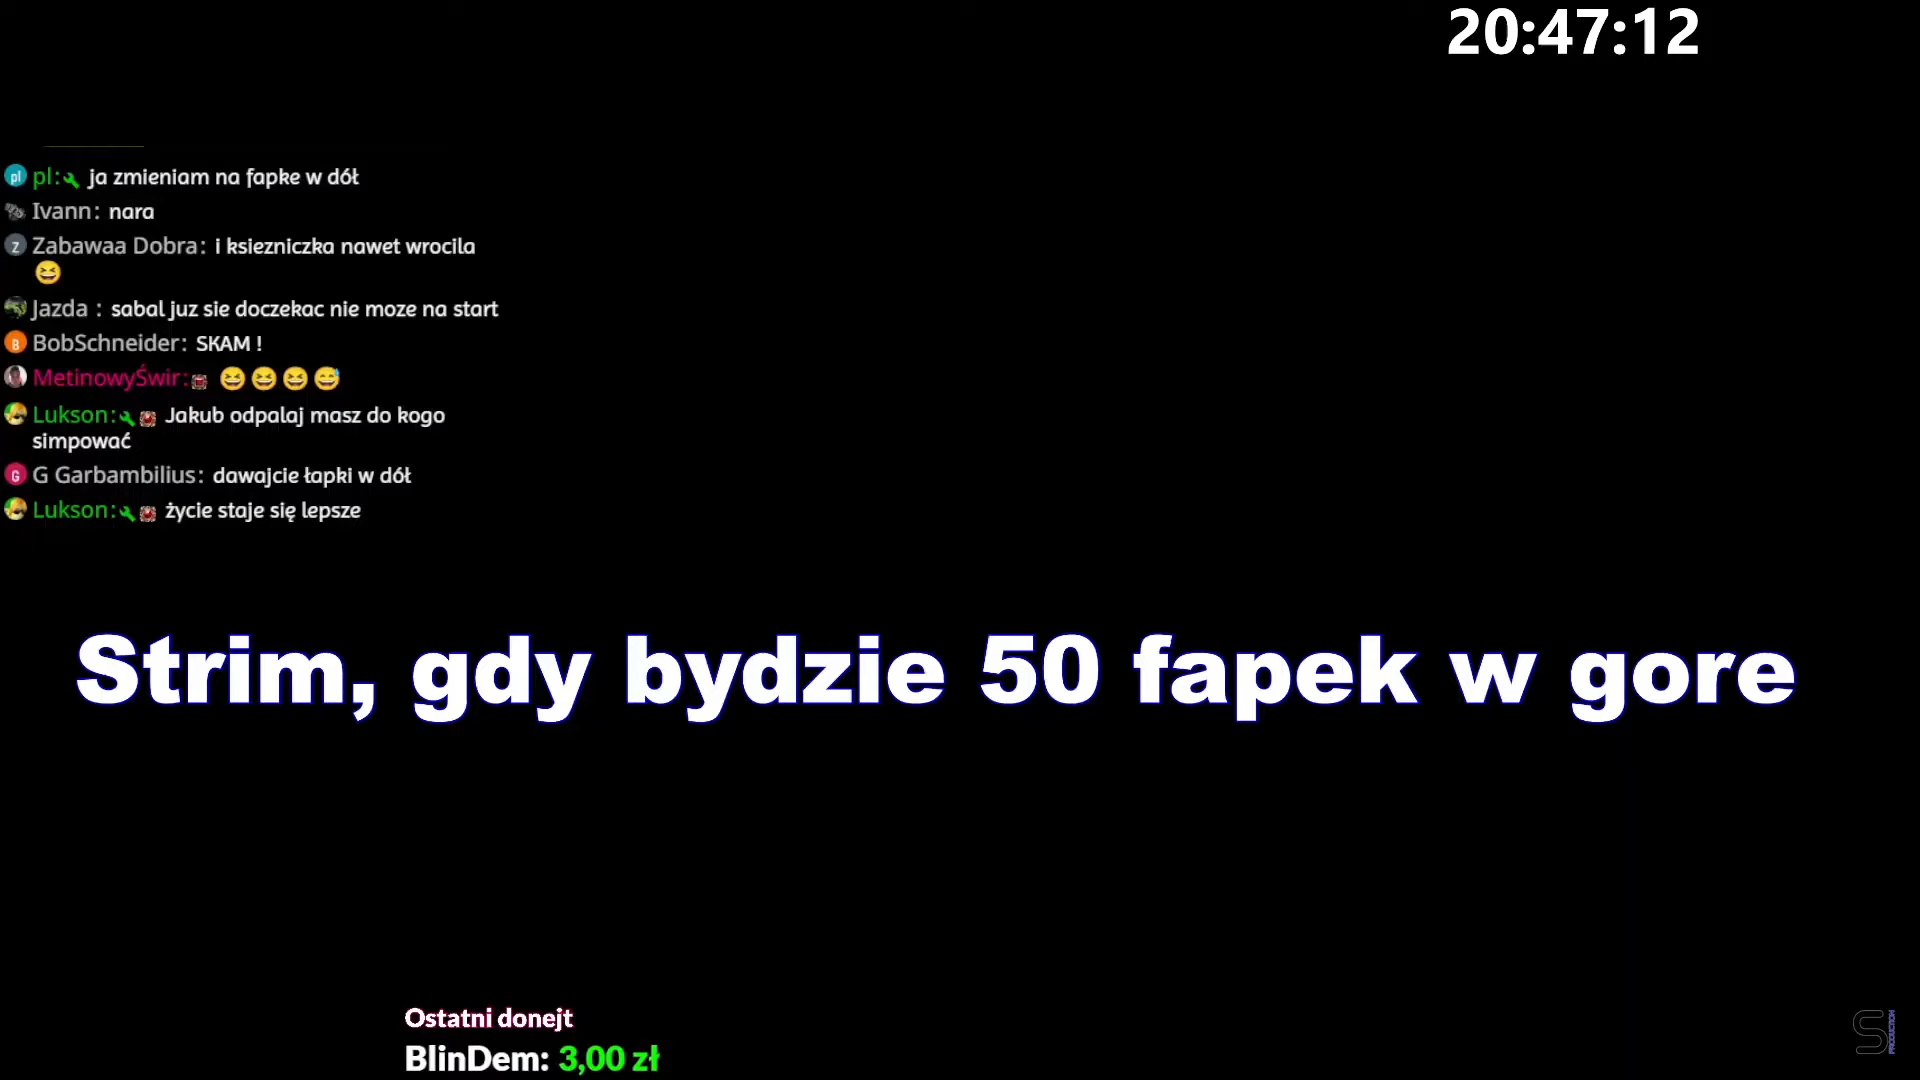 20:47:12
pl: ja zmieniam na fapke w dół
Ivann: nara
Zabawaa Dobra: i ksiezniczka nawet wrocila
😆
Jazda : sabal juz sie doczekac nie moze na start
BobSchneider: SKAM !
MetinowyŚwir: 😆😆😆😅
Lukson: Jakub odpalaj masz do kogo
simpować
G Garbambilius: dawajcie łapki w dół
Lukson: życie staje się lepsze
Strim, gdy bydzie 50 fapek w gore
Ostatni donejt
BlinDem: 3,00 zł
S PRODUCTION